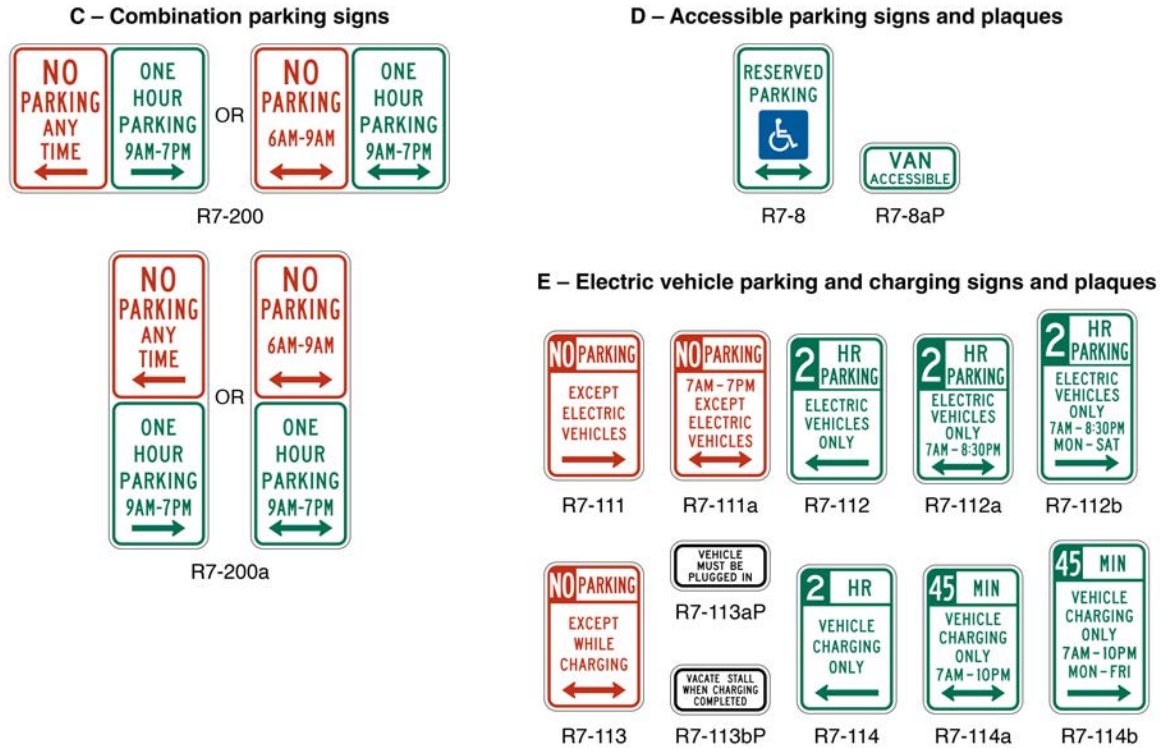 C – Combination parking signs
NO
PARKING
ANY
TIME
ONE
HOUR
PARKING
9AM-7PM
OR
NO
PARKING
6AM-9AM
ONE
HOUR
PARKING
9AM-7PM
R7-200
NO
PARKING
ANY
TIME
ONE
HOUR
PARKING
9AM-7PM
OR
NO
PARKING
6AM-9AM
ONE
HOUR
PARKING
9AM-7PM
R7-200a
D – Accessible parking signs and plaques
RESERVED
PARKING
R7-8
VAN
ACCESSIBLE
R7-8aP
E – Electric vehicle parking and charging signs and plaques
NO PARKING
EXCEPT
ELECTRIC
VEHICLES
R7-111
NO PARKING
7AM-7PM
EXCEPT
ELECTRIC
VEHICLES
R7-111a
2 HR
PARKING
ELECTRIC
VEHICLES
ONLY
R7-112
2 HR
PARKING
ELECTRIC
VEHICLES
ONLY
7AM-8:30PM
R7-112a
2 HR
PARKING
ELECTRIC
VEHICLES
ONLY
7AM-8:30PM
MON-SAT
R7-112b
NO PARKING
EXCEPT
WHILE
CHARGING
R7-113
VEHICLE
MUST BE
PLUGGED IN
R7-113aP
VACATE STALL
WHEN CHARGING
COMPLETED
R7-113bP
2 HR
VEHICLE
CHARGING
ONLY
R7-114
45 MIN
VEHICLE
CHARGING
ONLY
7AM-10PM
R7-114a
45 MIN
VEHICLE
CHARGING
ONLY
7AM-10PM
MON-FRI
R7-114b